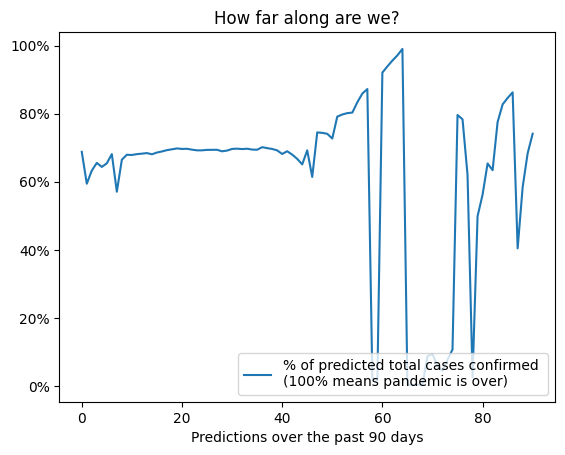 How far along are we?
100%
80%
60%
40%
20%
0%
% of predicted total cases confirmed
(100% means pandemic is over)
0
20
40
60
80
Predictions over the past 90 days